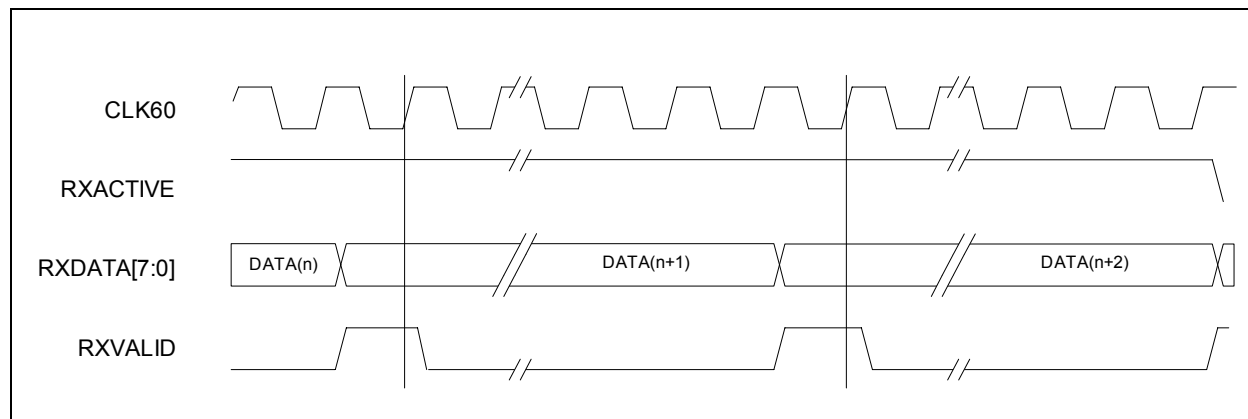 CLK60
RXACTIVE
RXDATA[7:0]
DATA(n)
DATA(n+1)
DATA(n+2)
RXVALID